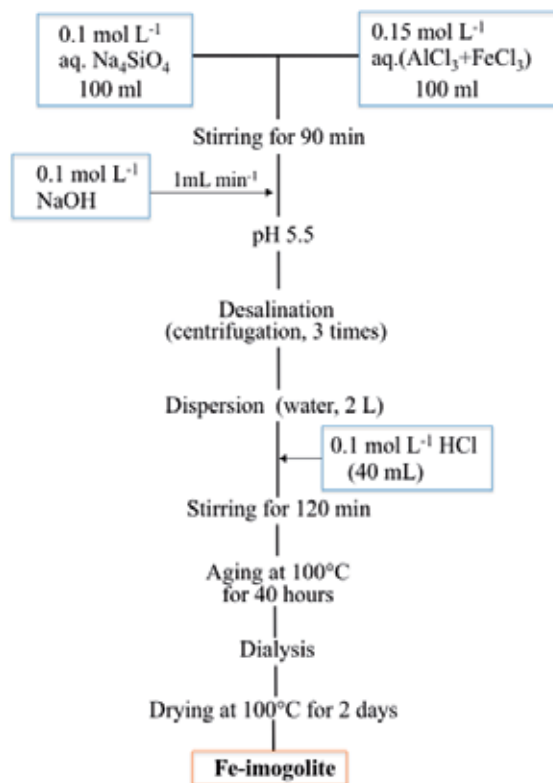 0.1 mol L⁻¹
aq. Na₄SiO₄
100 ml
0.15 mol L⁻¹
aq.(AlCl₃+FeCl₃)
100 ml
Stirring for 90 min
0.1 mol L⁻¹
NaOH
1mL min⁻¹
pH 5.5
Desalination
(centrifugation, 3 times)
Dispersion (water, 2 L)
0.1 mol L⁻¹ HCl
(40 mL)
Stirring for 120 min
Aging at 100°C
for 40 hours
Dialysis
Drying at 100°C for 2 days
Fe-imogolite